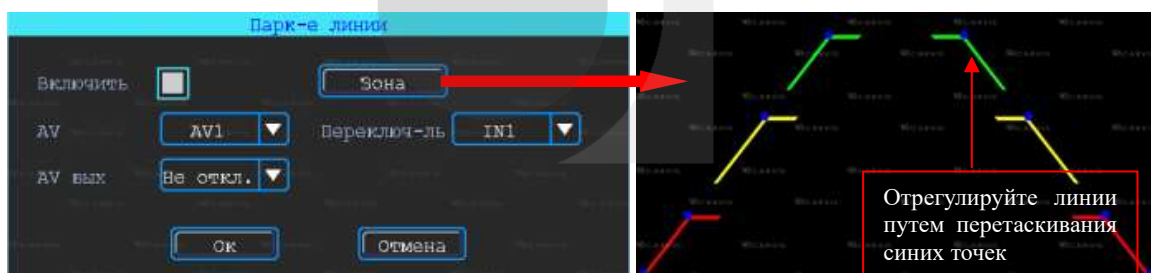 Парк-е линии
Включить
Зона
AV
AV1
Переключ-ль
IN1
AV вых
Не откл.
Ок
Отмена
Отрегулируйте линии
путем перетаскивания
синих точек